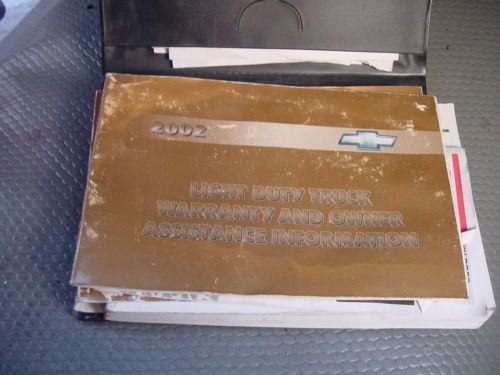 2002
LIGHT DUTY TRUCK
WARRANTY AND OWNER
ASSISTANCE INFORMATION